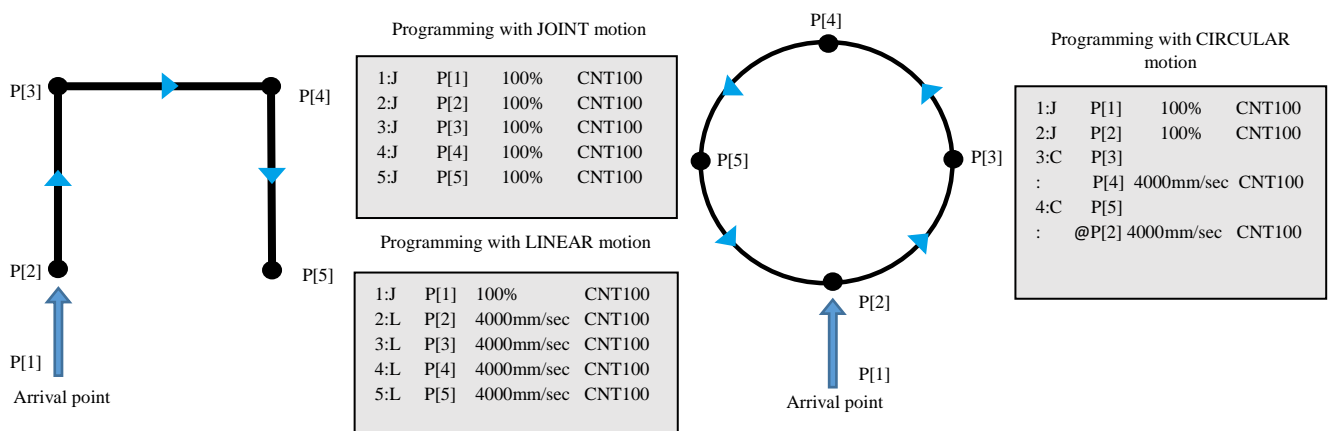 P[3]
P[4]
P[2]
P[5]
P[1]
Arrival point
Programming with JOINT motion
1:J P[1] 100% CNT100
2:J P[2] 100% CNT100
3:J P[3] 100% CNT100
4:J P[4] 100% CNT100
5:J P[5] 100% CNT100
Programming with LINEAR motion
1:J P[1] 100% CNT100
2:L P[2] 4000mm/sec CNT100
3:L P[3] 4000mm/sec CNT100
4:L P[4] 4000mm/sec CNT100
5:L P[5] 4000mm/sec CNT100
P[4]
P[5]
P[3]
P[2]
P[1]
Arrival point
Programming with CIRCULAR
motion
1:J P[1] 100% CNT100
2:J P[2] 100% CNT100
3:C P[3]
: P[4] 4000mm/sec CNT100
4:C P[5]
: @P[2] 4000mm/sec CNT100